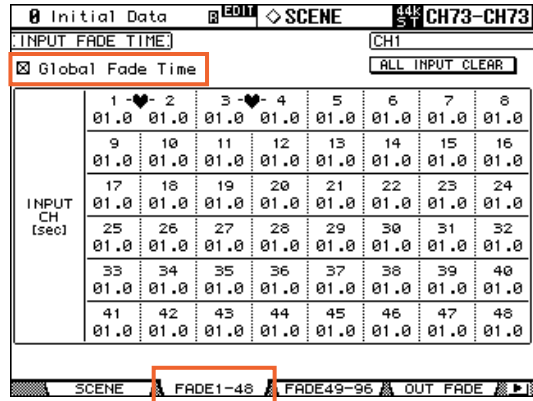 0 Initial Data R EDIT ◇SCENE 44K ST CH73-CH73
INPUT FADE TIME: CH1
☒ Global Fade Time ALL INPUT CLEAR
1 -♥- 2 3 -♥- 4 5 6 7 8
01.0 01.0 01.0 01.0 01.0 01.0 01.0 01.0
9 10 11 12 13 14 15 16
01.0 01.0 01.0 01.0 01.0 01.0 01.0 01.0
17 18 19 20 21 22 23 24
INPUT CH [sec]
01.0 01.0 01.0 01.0 01.0 01.0 01.0 01.0
25 26 27 28 29 30 31 32
01.0 01.0 01.0 01.0 01.0 01.0 01.0 01.0
33 34 35 36 37 38 39 40
01.0 01.0 01.0 01.0 01.0 01.0 01.0 01.0
41 42 43 44 45 46 47 48
01.0 01.0 01.0 01.0 01.0 01.0 01.0 01.0
SCENE FADE1-48 FADE49-96 OUT FADE